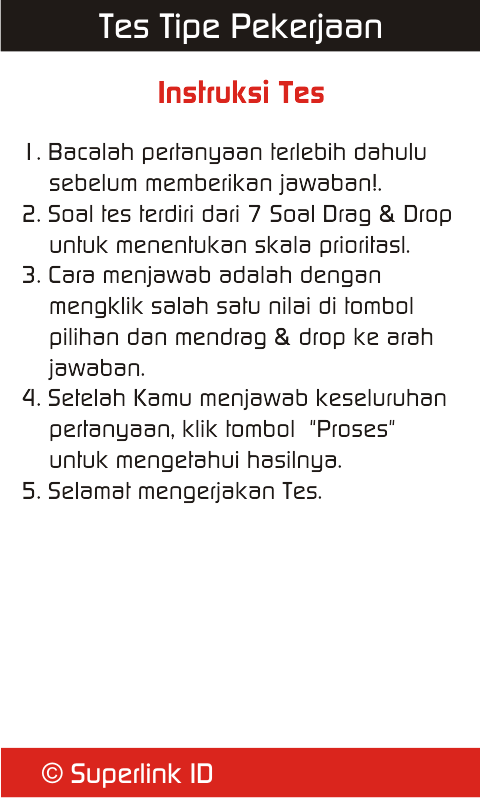 Tes Tipe Pekerjaan
Instruksi Tes
1. Bacalah pertanyaan terlebih dahulu
sebelum memberikan jawaban!.
2. Soal tes terdiri dari 7 Soal Drag & Drop
untuk menentukan skala prioritasl.
3. Cara menjawab adalah dengan
mengklik salah satu nilai di tombol
pilihan dan mendrag & drop ke arah
jawaban.
4. Setelah Kamu menjawab keseluruhan
pertanyaan, klik tombol "Proses"
untuk mengetahui hasilnya.
5. Selamat mengerjakan Tes.
© Superlink ID